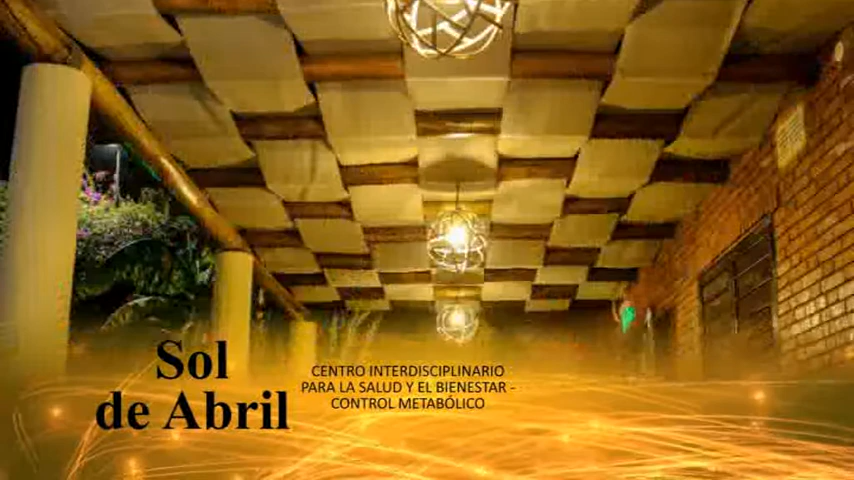 Sol
de Abril
CENTRO INTERDISCIPLINARIO
PARA LA SALUD Y EL BIENESTAR -
CONTROL METABÓLICO